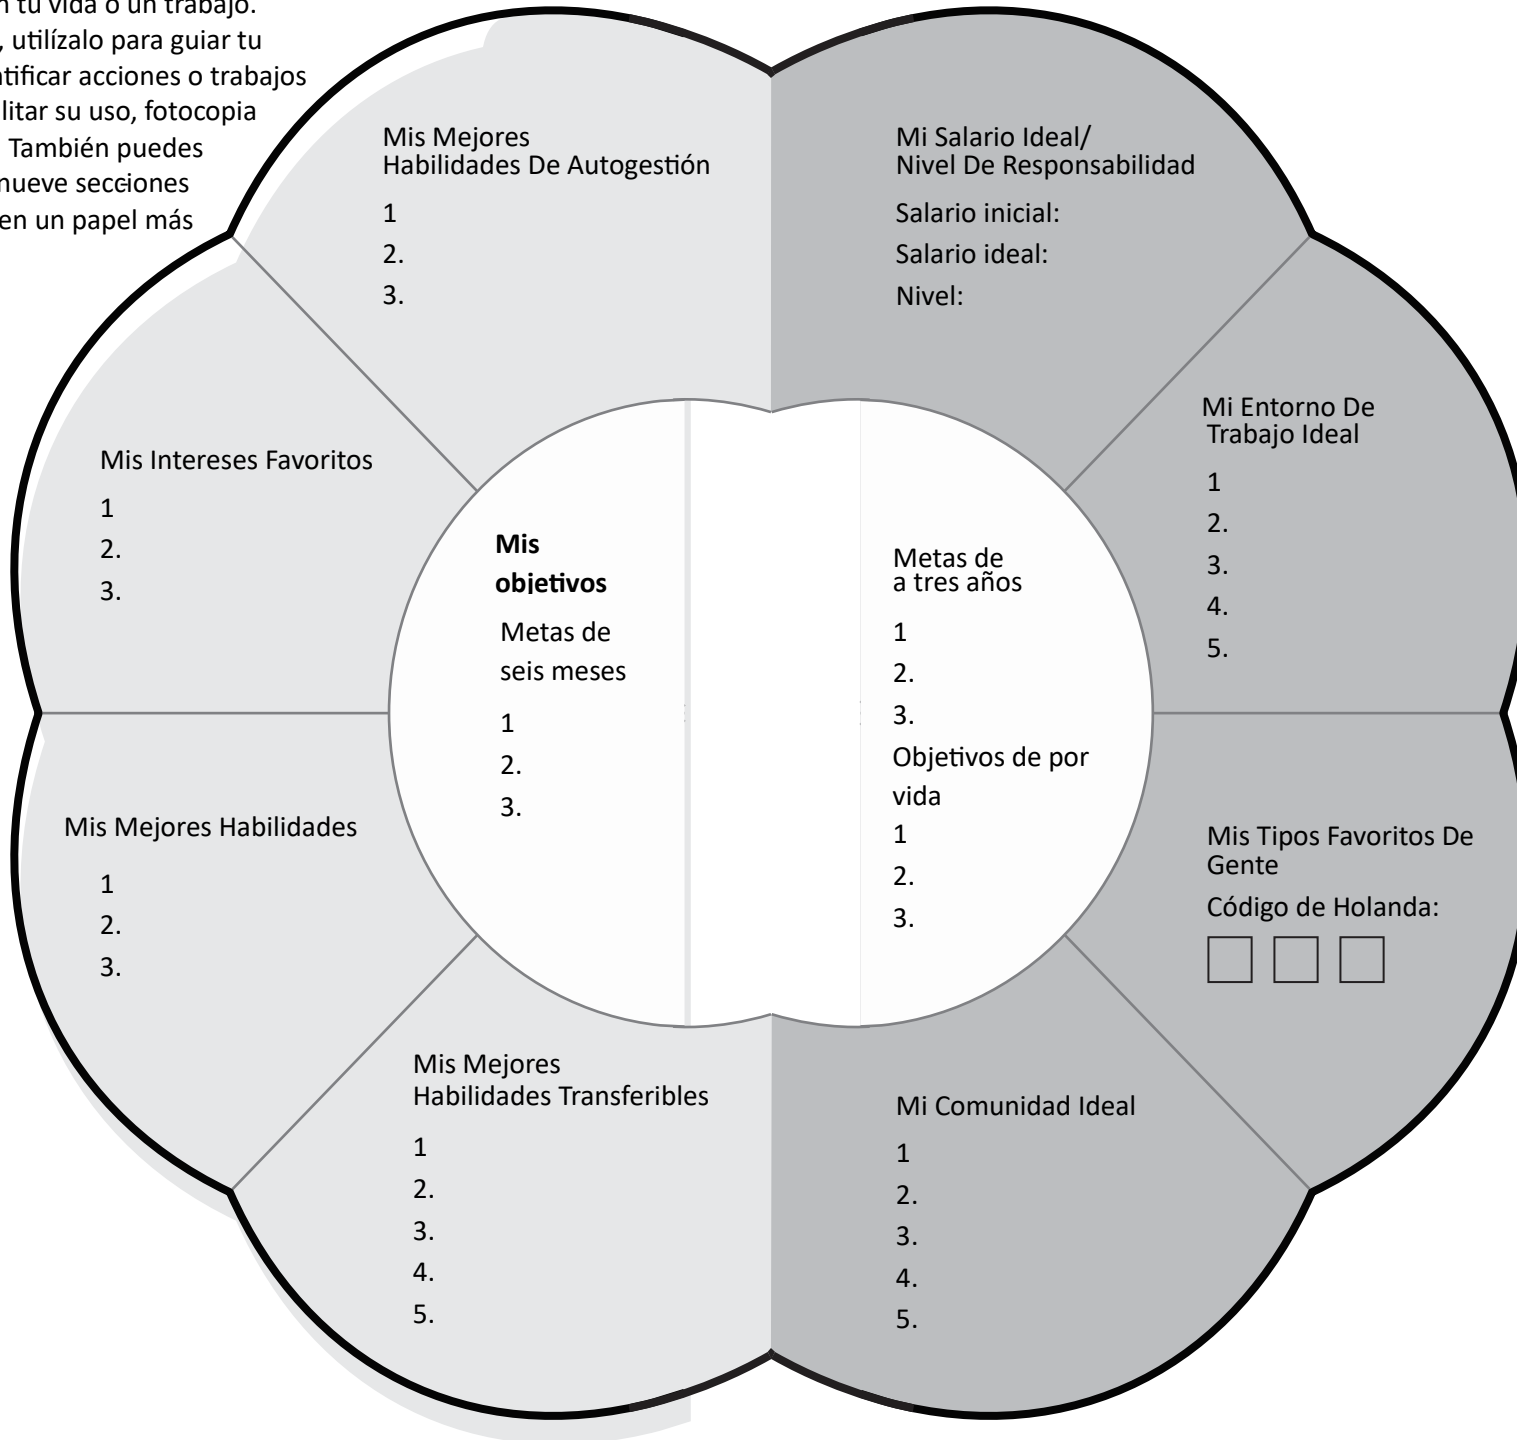 n tu vida o un trabajo.
, utilízalo para guiar tu
ntificar acciones o trabajos
litar su uso, fotocopia
También puedes
nueve secciones
en un papel más
Mis Mejores
Habilidades De Autogestión
1
2.
3.
Mi Salario Ideal/
Nivel De Responsabilidad
Salario inicial:
Salario ideal:
Nivel:
Mis Intereses Favoritos
1
2.
3.
Mi Entorno De
Trabajo Ideal
1
2.
3.
4.
5.
Mis
objetivos
Metas de
seis meses
1
2.
3.
Metas de
a tres años
1
2.
3.
Objetivos de por
vida
1
2.
3.
Mis Mejores Habilidades
1
2.
3.
Mis Tipos Favoritos De
Gente
Código de Holanda:
Mis Mejores
Habilidades Transferibles
1
2.
3.
4.
5.
Mi Comunidad Ideal
1
2.
3.
4.
5.